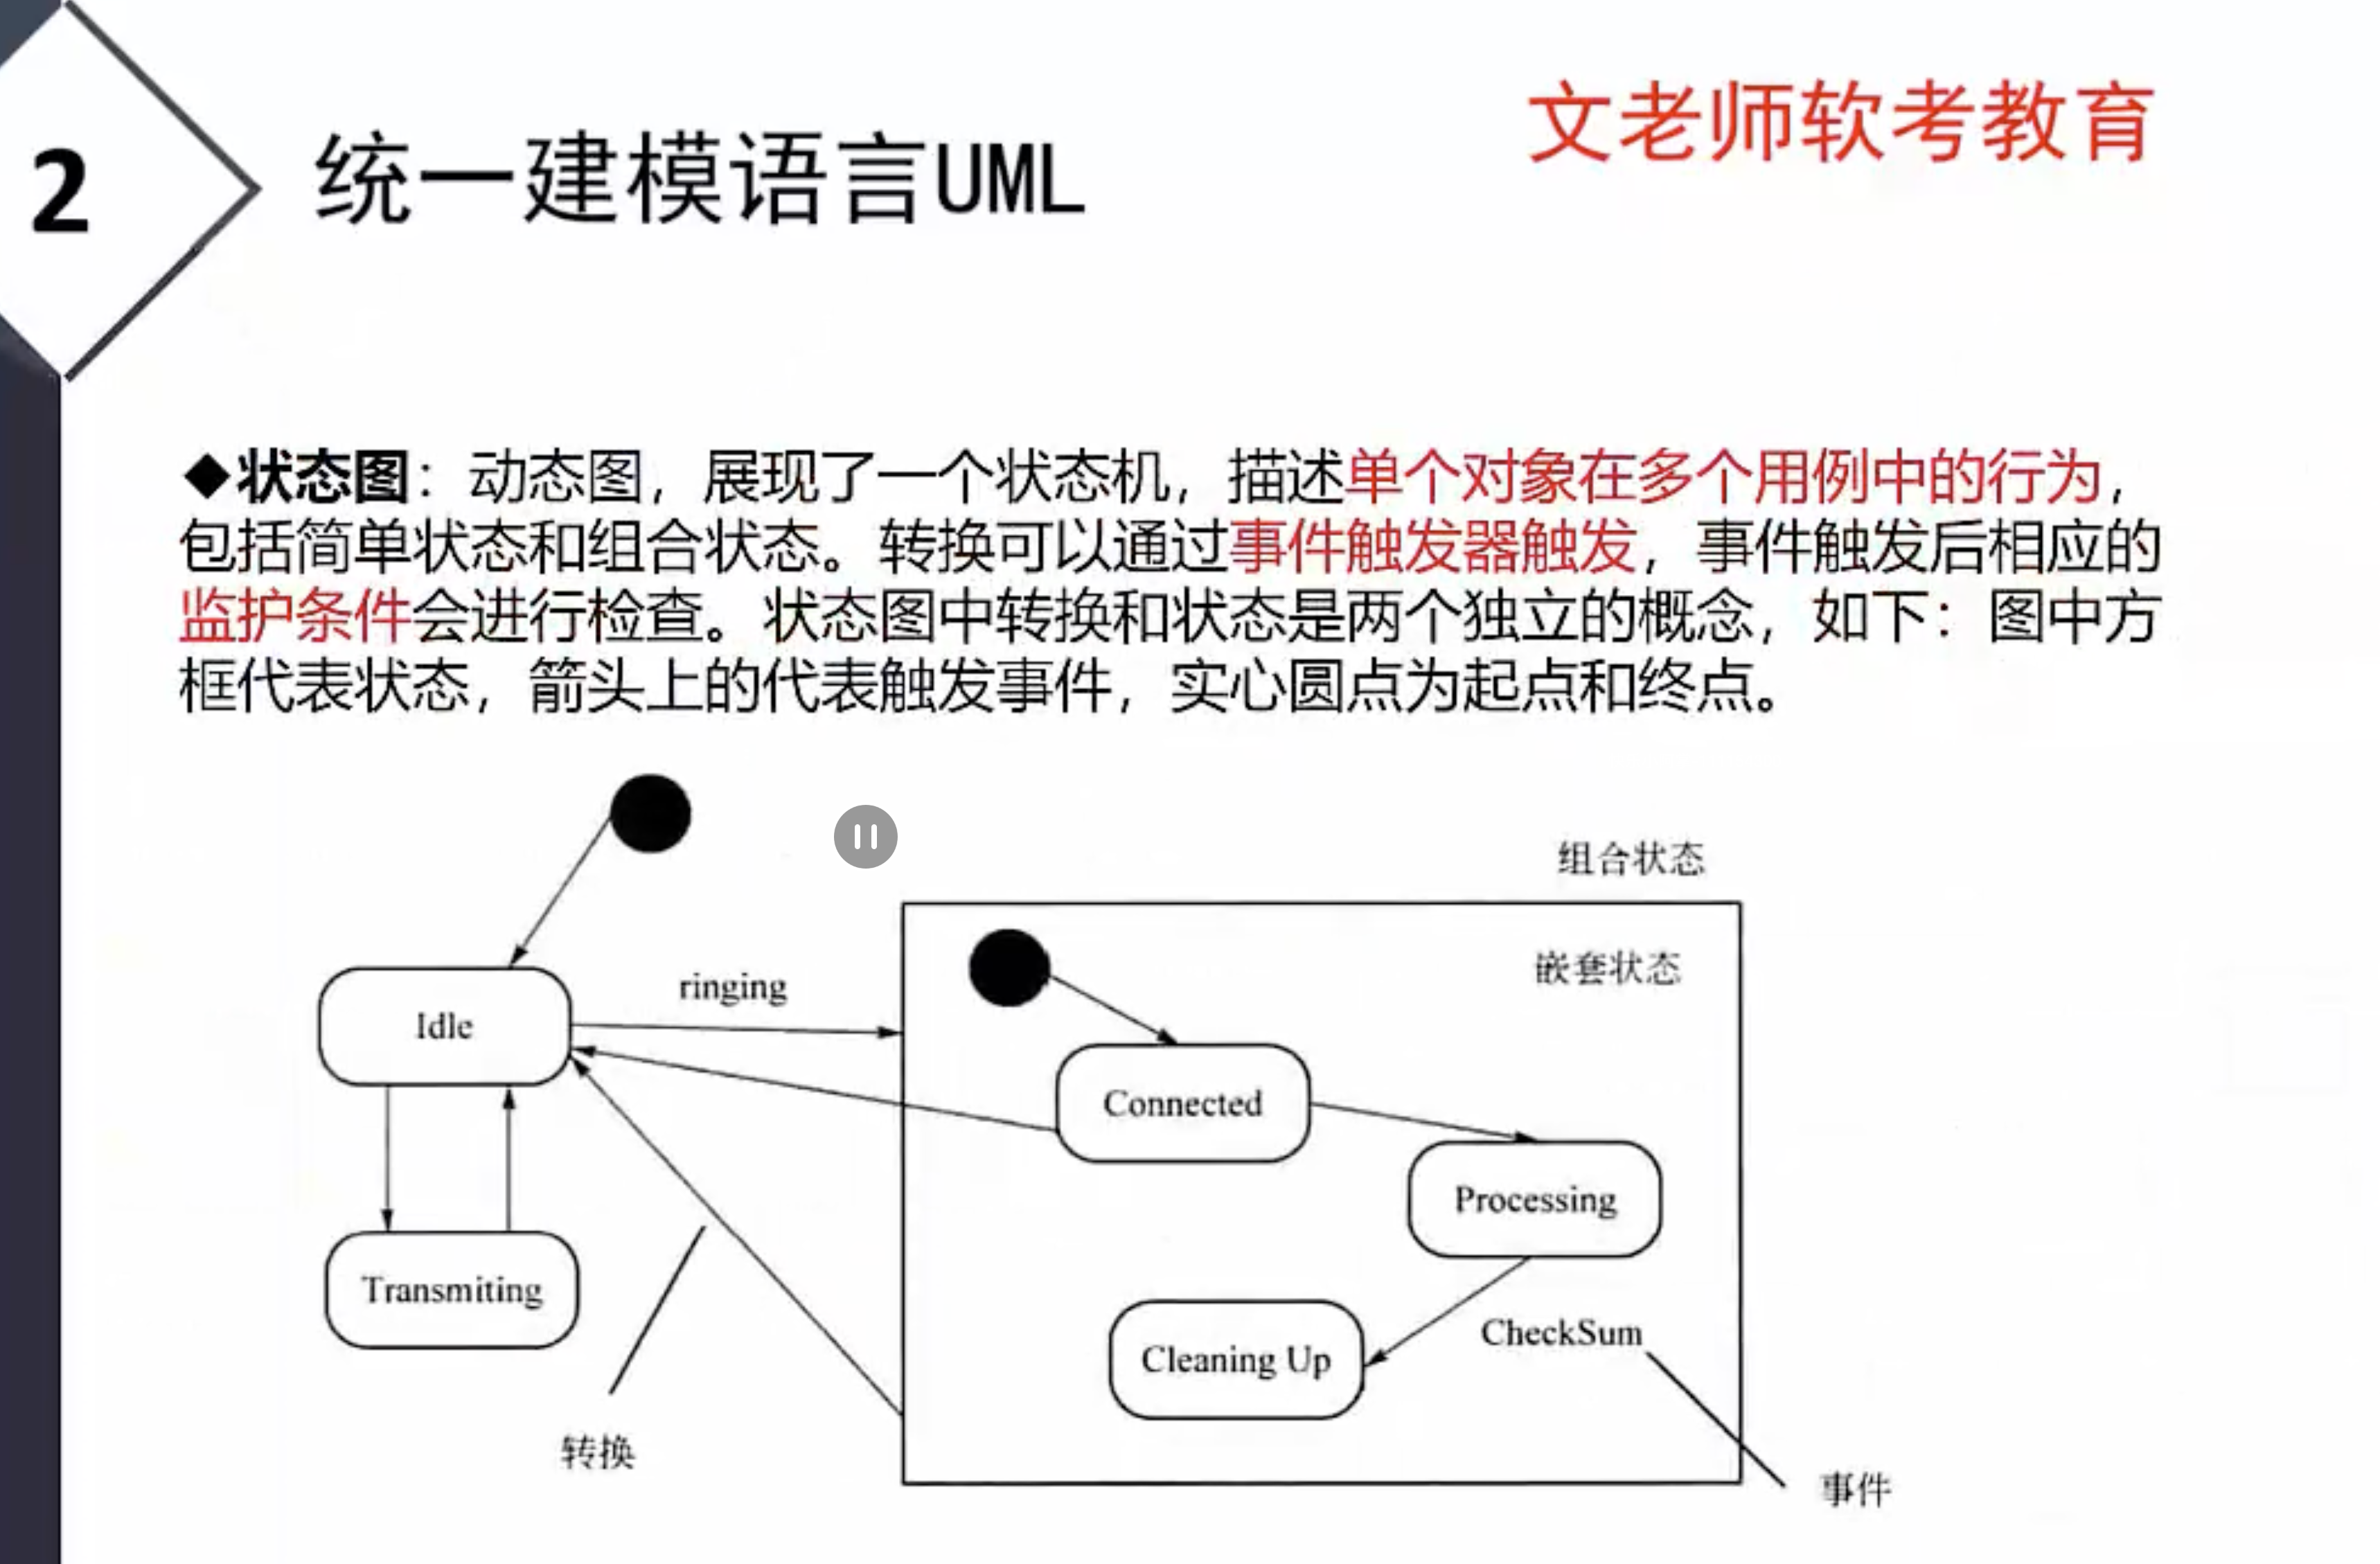 文老师软考教育
2
统一建模语言UML
◆状态图：动态图，展现了一个状态机，描述单个对象在多个用例中的行为，
包括简单状态和组合状态。转换可以通过事件触发器触发，事件触发后相应的
监护条件会进行检查。状态图中转换和状态是两个独立的概念，如下：图中方
框代表状态，箭头上的代表触发事件，实心圆点为起点和终点。
组合状态
嵌套状态
ringing
Idle
Connected
Processing
Transmiting
CheckSum
Cleaning Up
转换
事件